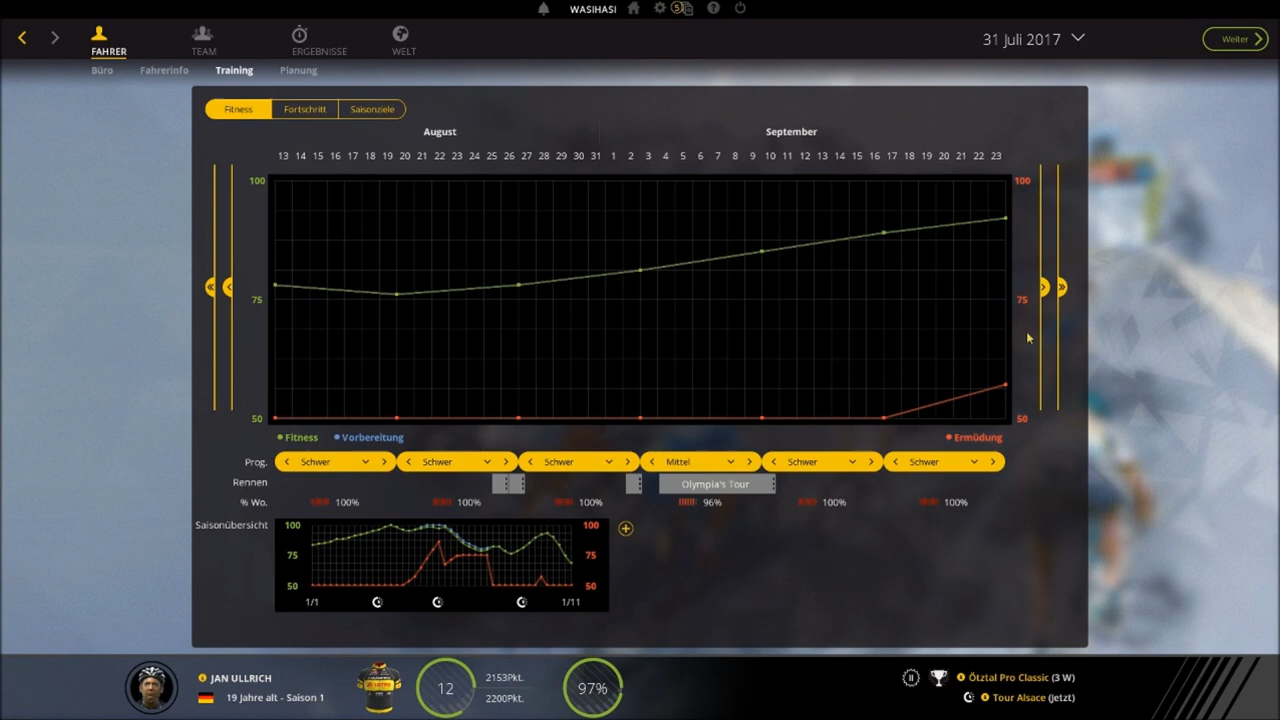 WASIHASI 5 ?
FAHRER TEAM ERGEBNISSE WELT 31 Juli 2017 Weiter
Büro Fahrerinfo Training Planung
Fitness Fortschritt Saisonziele
August September
13 14 15 16 17 18 19 20 21 22 23 24 25 26 27 28 29 30 31 1 2 3 4 5 6 7 8 9 10 11 12 13 14 15 16 17 18 19 20 21 22 23
100 100
75 75
50 50
Fitness Vorbereitung Ermüdung
Prog. Schwer Schwer Schwer Mittel Schwer Schwer
Rennen Olympia's Tour
% Wo. 100% 100% 100% 96% 100% 100%
Saisonübersicht 100 100
75 75
50 50
1/1 1/11
JAN ULLRICH
19 Jahre alt - Saison 1
LOTTO
12
2153Pkt.
2200Pkt.
97%
Ötztal Pro Classic (3 W)
Tour Alsace (Jetzt)